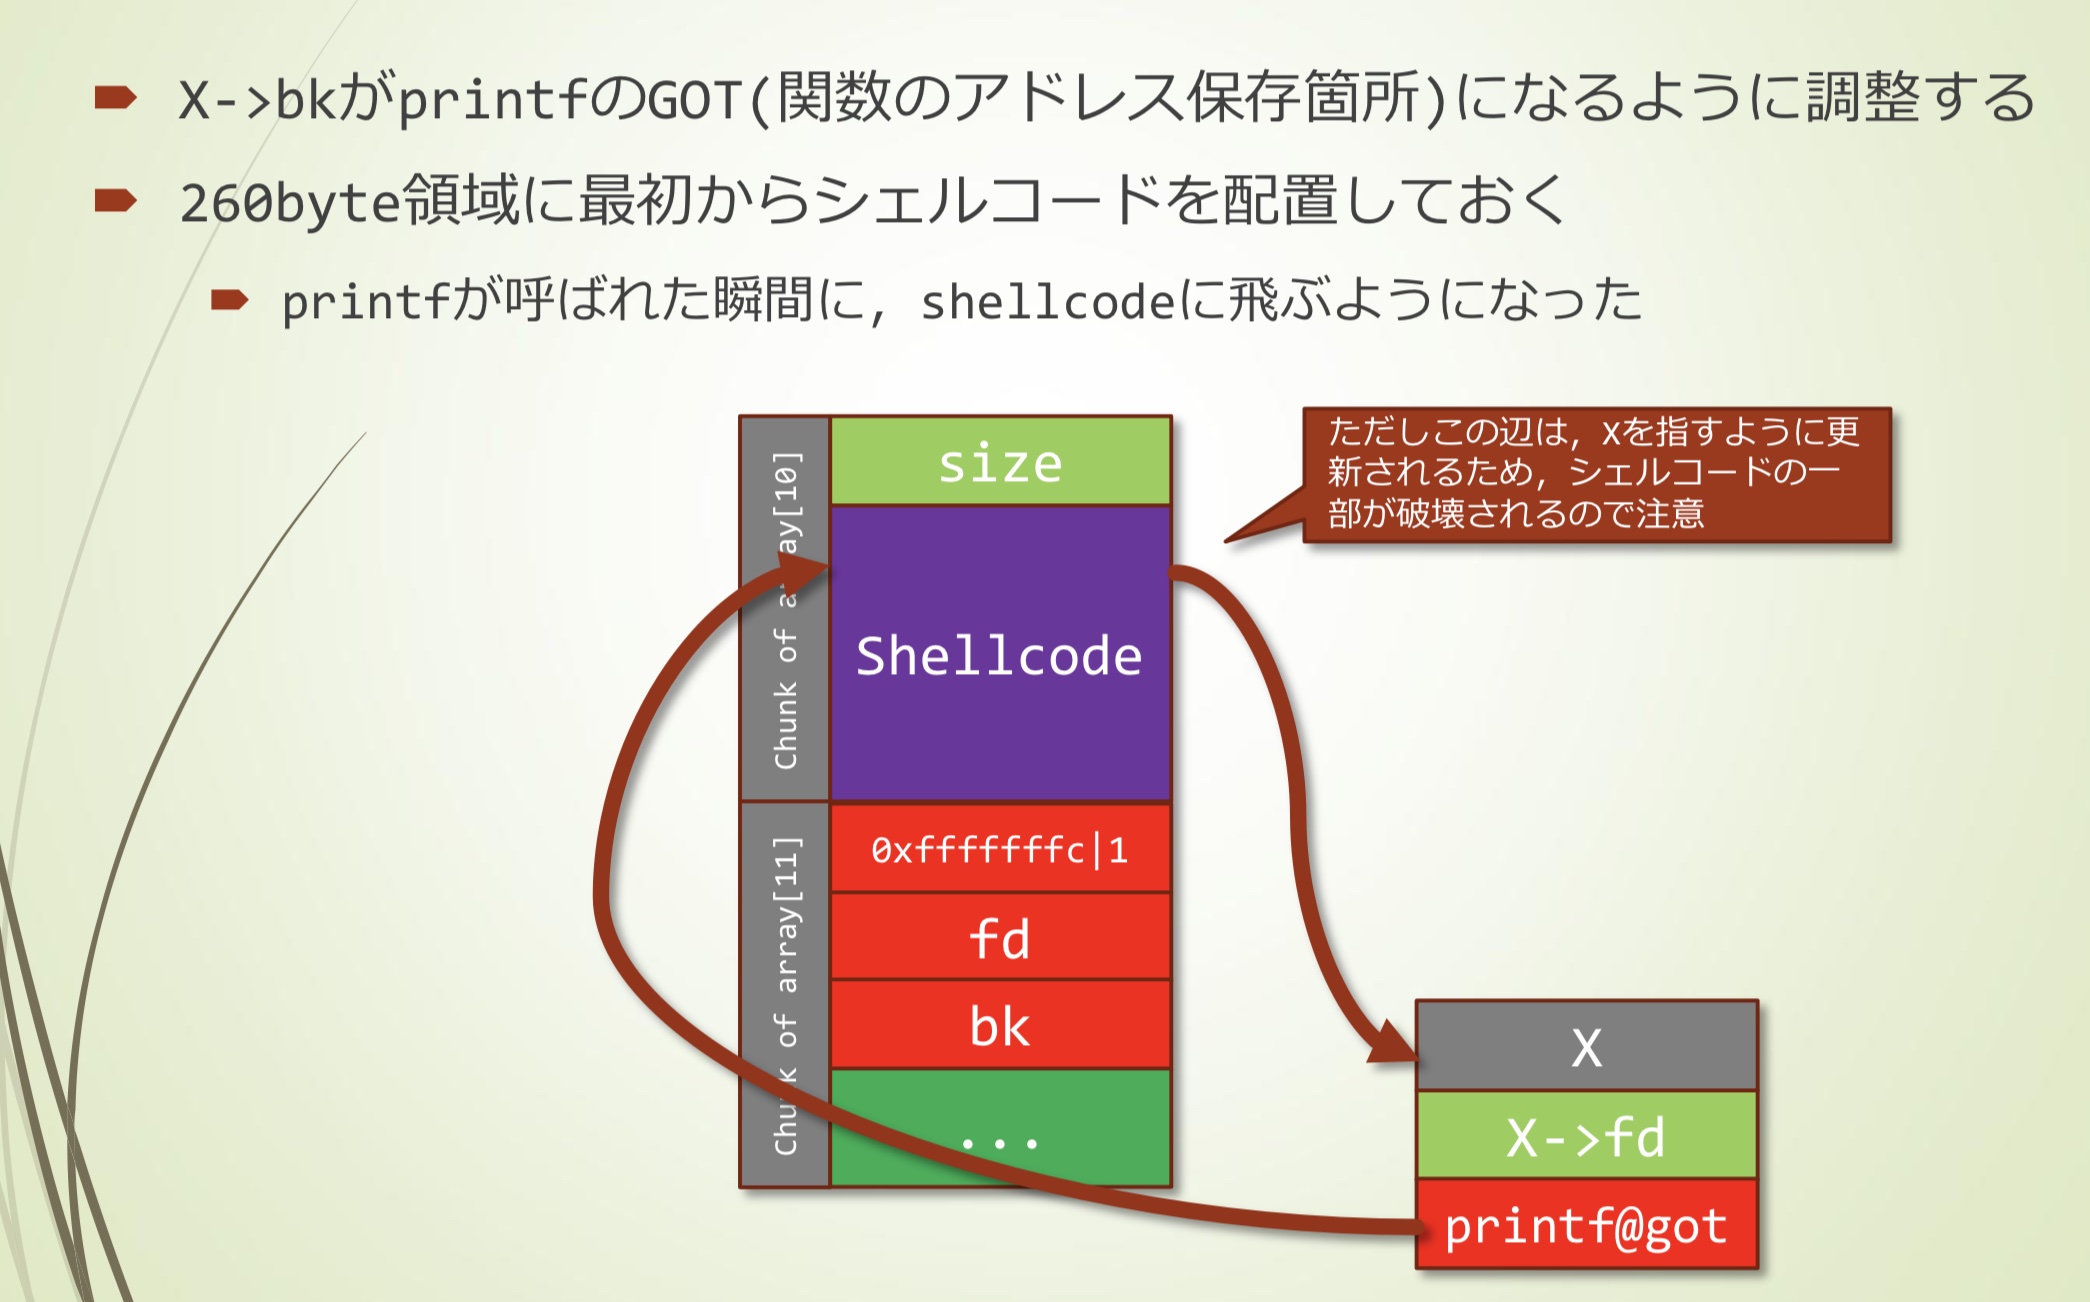 X->bkがprintfのGOT(関数のアドレス保存箇所)になるように調整する
260byte領域に最初からシェルコードを配置しておく
printfが呼ばれた瞬間に, shellcodeに飛ぶようになった
ただしこの辺は, Xを指すように更
新されるため, シェルコードの一
部が破壊されるので注意
Chunk of array[10]
size
Shellcode
Chunk of array[11]
0xfffffffc|1
fd
bk
...
X
X->fd
printf@got